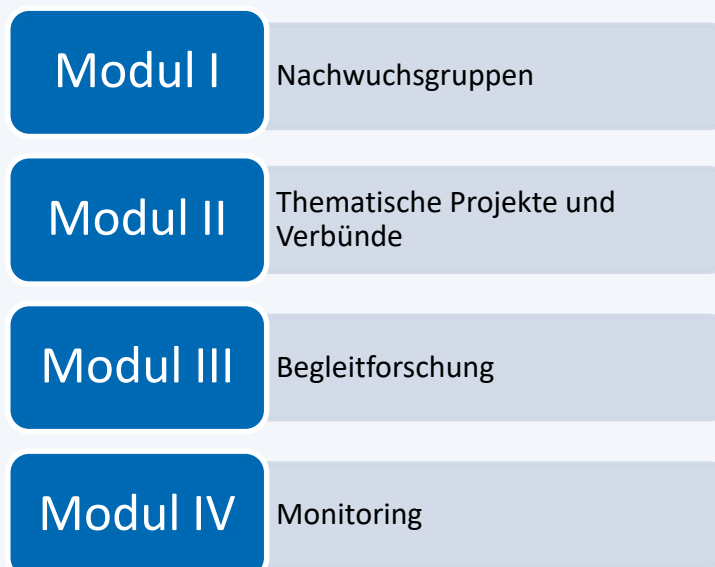 Modul I
Nachwuchsgruppen
Modul II
Thematische Projekte und
Verbünde
Modul III
Begleitforschung
Modul IV
Monitoring